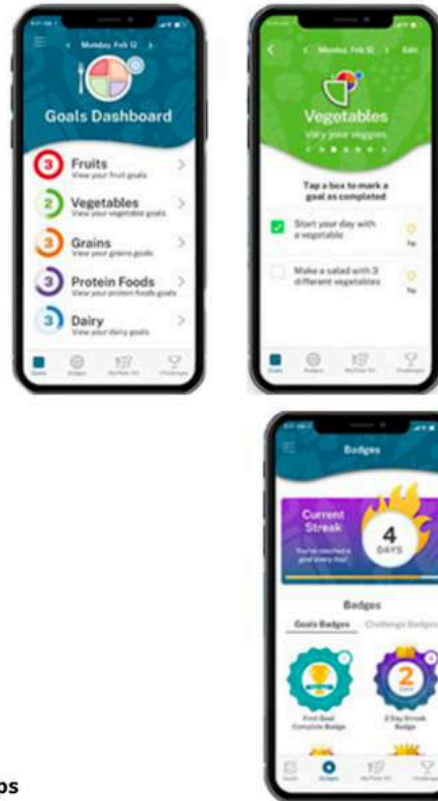 Monday, Feb 12
Goals Dashboard
3
Fruits
View your fruit goals
2
Vegetables
View your vegetable goals
3
Grains
View your grains goals
3
Protein Foods
View your protein foods goals
3
Dairy
View your dairy goals
Goals
Badges
MyPlate
Challenges
Monday, Feb 12
Edit
Vegetables
Vary your veggies
Tap a box to mark a
goal as completed
Start your day with
a vegetable
Tip
Make a salad with 3
different vegetables
Tip
Goals
Badges
MyPlate
Challenges
Badges
Current
Streak
4
DAYS
Badges
Goals Badges
Challenge Badges
First Goal
Complete Badge
2
2 Day Streak
Badge
Goals
Badges
MyPlate
ps